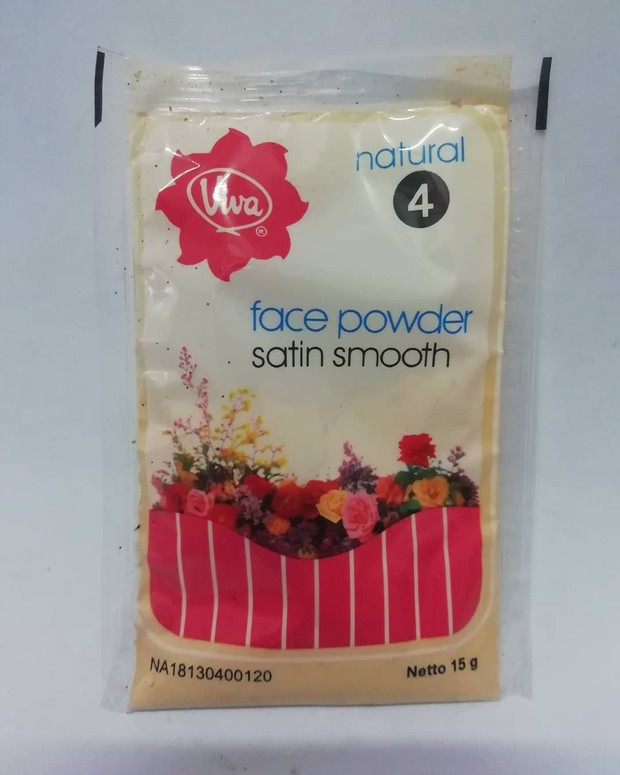 Viva
®
natural
4
face powder
satin smooth
NA18130400120
Netto 15 g